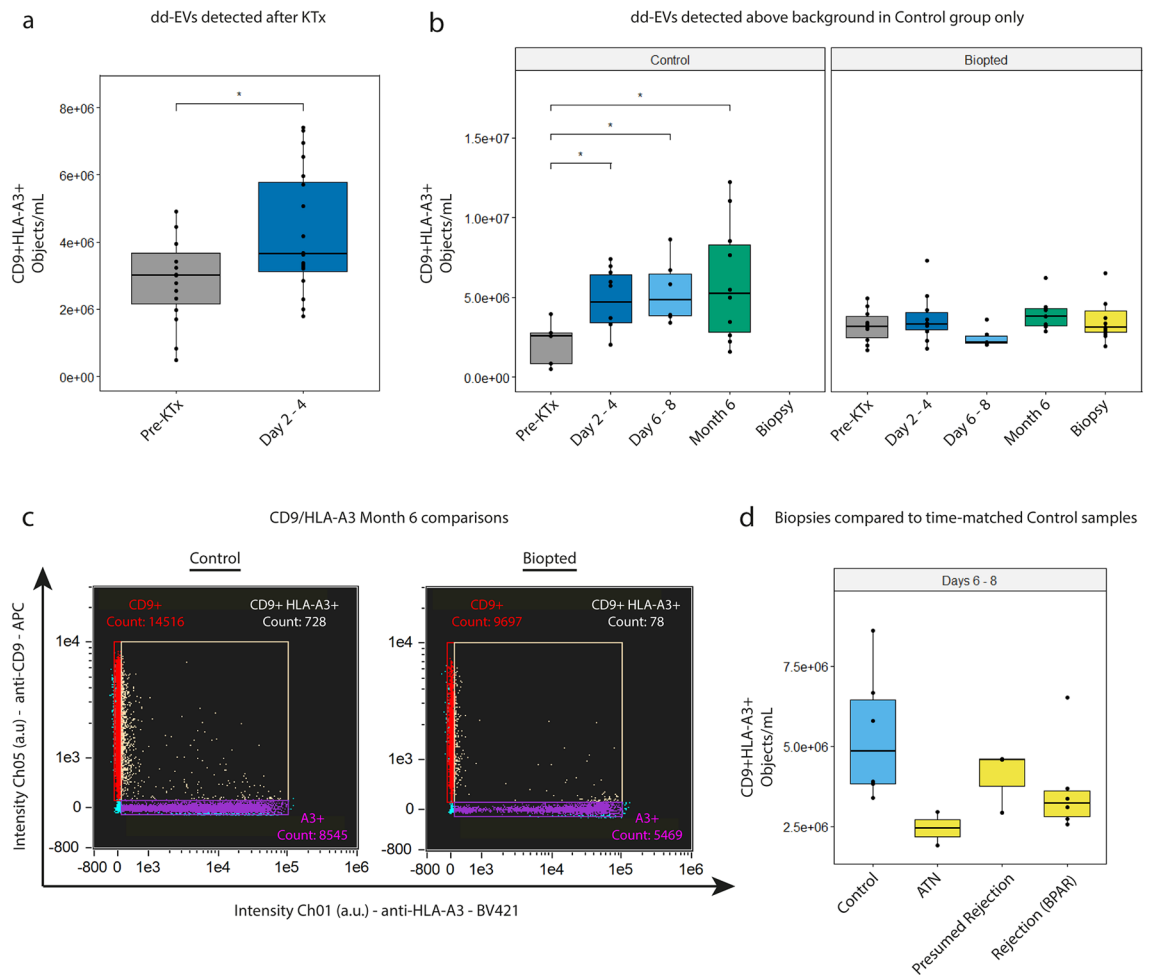 a
dd-EVs detected after KTx
CD9+HLA-A3+
Objects/mL
8e+06
6e+06
4e+06
2e+06
0e+00
*
Pre-KTx
Day 2 - 4
b
dd-EVs detected above background in Control group only
Control
Biopted
CD9+HLA-A3+
Objects/mL
1.5e+07
1.0e+07
5.0e+06
0.0e+00
*
*
*
Pre-KTx
Day 2 - 4
Day 6 - 8
Month 6
Biopsy
Pre-KTx
Day 2 - 4
Day 6 - 8
Month 6
Biopsy
c
CD9/HLA-A3 Month 6 comparisons
Control
Biopted
Intensity Ch05 (a.u) - anti-CD9 - APC
CD9+
Count: 14516
CD9+ HLA-A3+
Count: 728
A3+
Count: 8545
1e4
1e3
0
-800
-800 0 1e3 1e4 1e5 1e6
CD9+
Count: 9697
CD9+ HLA-A3+
Count: 78
A3+
Count: 5469
1e4
1e3
0
-800
-800 0 1e3 1e4 1e5 1e6
Intensity Ch01 (a.u.) - anti-HLA-A3 - BV421
d
Biopsies compared to time-matched Control samples
Days 6 - 8
CD9+HLA-A3+
Objects/mL
7.5e+06
5.0e+06
2.5e+06
Control
ATN
Presumed Rejection
Rejection (BPAR)